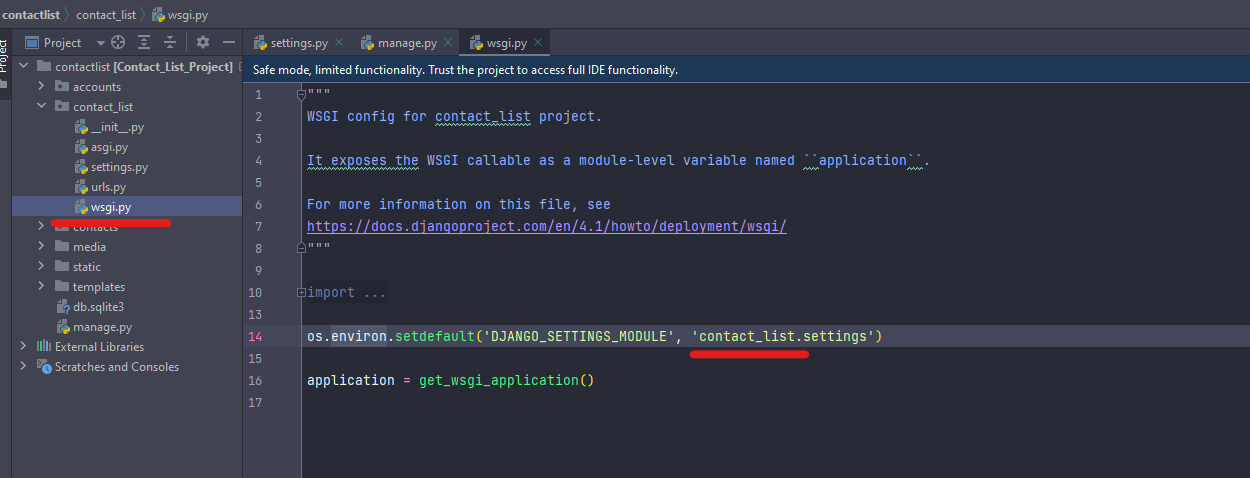 contactlist contact_list wsgi.py
Project
Project
contactlist [Contact_List_Project]
accounts
contact_list
__init__.py
asgi.py
settings.py
urls.py
wsgi.py
contacts
media
static
templates
db.sqlite3
manage.py
External Libraries
Scratches and Consoles
settings.py manage.py wsgi.py
Safe mode, limited functionality. Trust the project to access full IDE functionality.
1 """
2 WSGI config for contact_list project.
3
4 It exposes the WSGI callable as a module-level variable named ``application``.
5
6 For more information on this file, see
7 https://docs.djangoproject.com/en/4.1/howto/deployment/wsgi/
8 """
9
10 import ...
13
14 os.environ.setdefault('DJANGO_SETTINGS_MODULE', 'contact_list.settings')
15
16 application = get_wsgi_application()
17